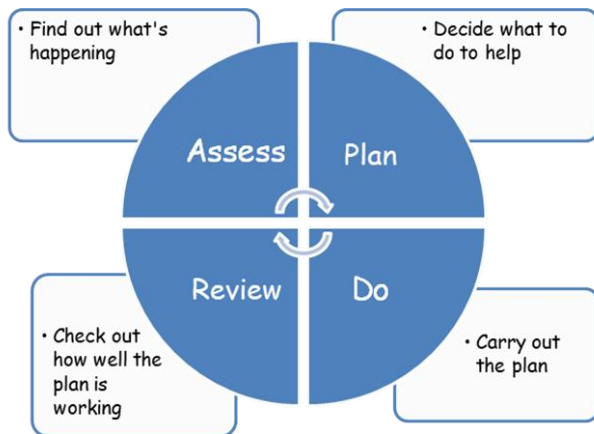 • Find out what's
happening
• Decide what to
do to help
Assess
Plan
Review
Do
• Check out
how well the
plan is
working
• Carry out
the plan